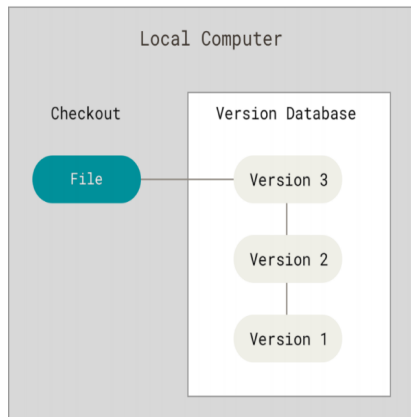 Local Computer
Checkout
Version Database
File
Version 3
Version 2
Version 1